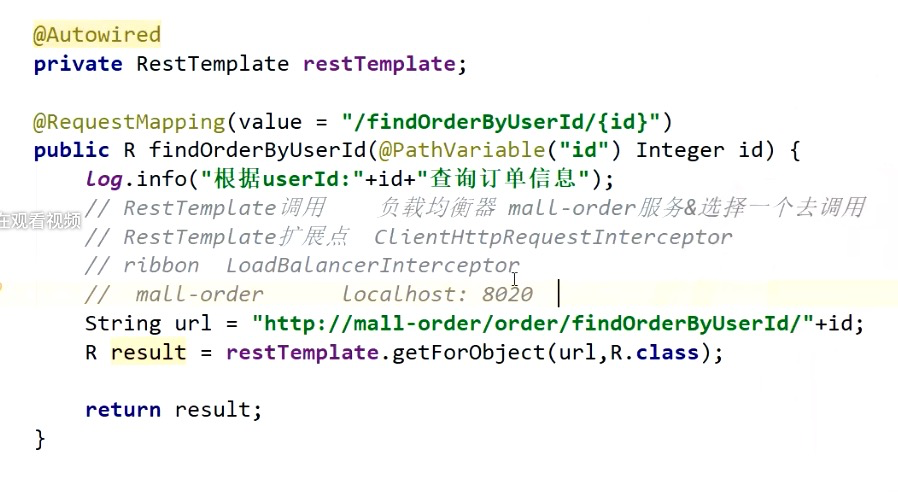 @Autowired
private RestTemplate restTemplate;
@RequestMapping(value = "/findOrderByUserId/{id}")
public R findOrderByUserId(@PathVariable("id") Integer id) {
log.info("根据userId:"+id+"查询订单信息");
// RestTemplate调用 负载均衡器 mall-order服务&选择一个去调用
在观看视频
// RestTemplate扩展点 ClientHttpRequestInterceptor
// ribbon LoadBalancerInterceptor
// mall-order localhost: 8020
String url = "http://mall-order/order/findOrderByUserId/"+id;
R result = restTemplate.getForObject(url,R.class);
return result;
}